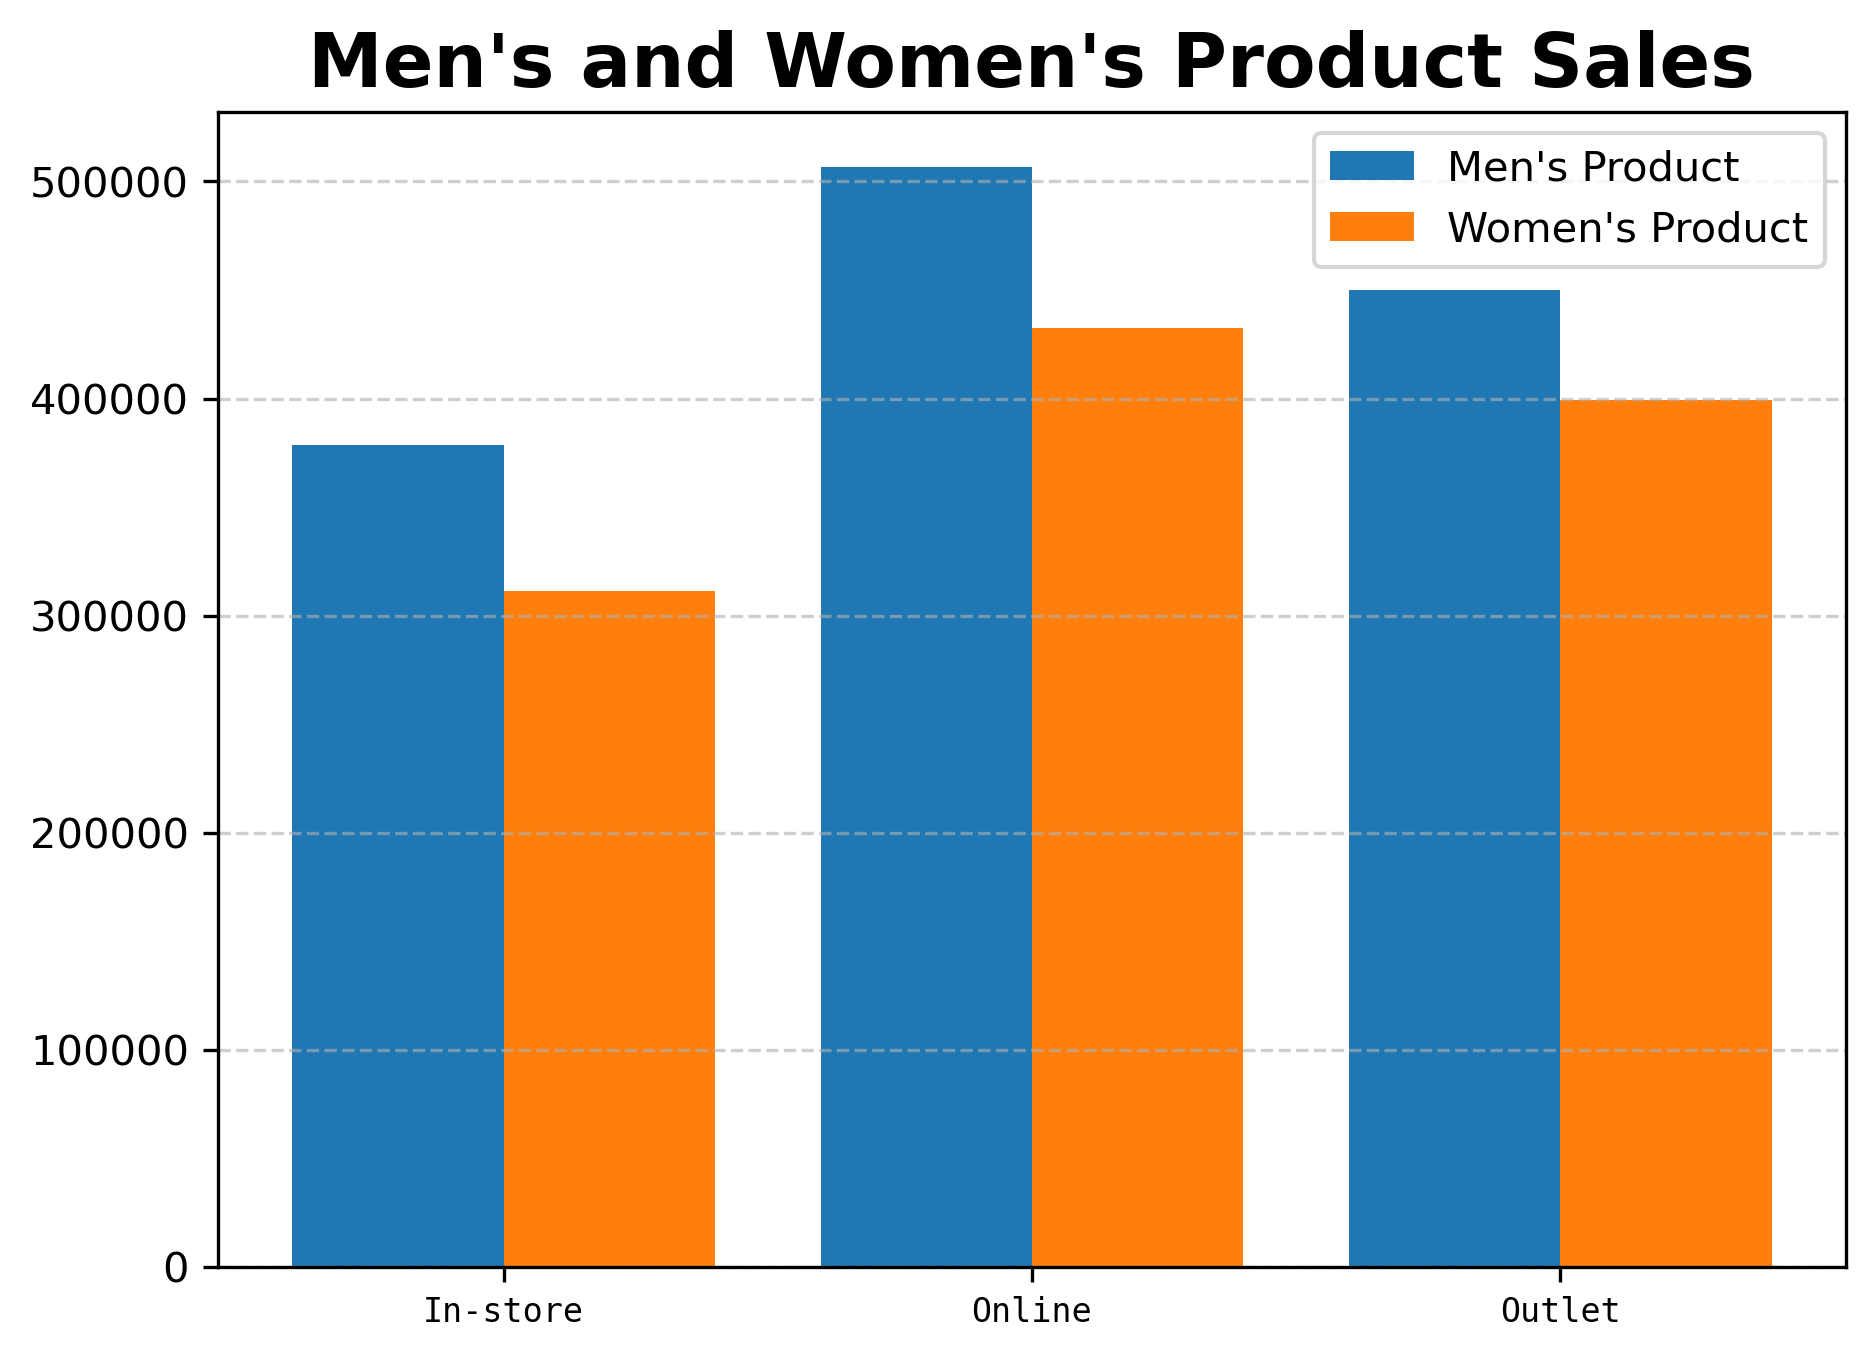 Men's and Women's Product Sales
Men's Product
Women's Product
500000
400000
300000
200000
100000
0
In-store
Online
Outlet